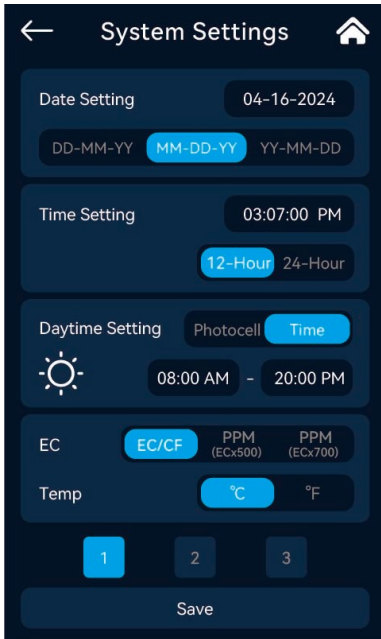 System Settings
Date Setting 04-16-2024
DD-MM-YY MM-DD-YY YY-MM-DD
Time Setting 03:07:00 PM
12-Hour 24-Hour
Daytime Setting Photocell Time
08:00 AM - 20:00 PM
EC EC/CF PPM (ECx500) PPM (ECx700)
Temp °C °F
1 2 3
Save